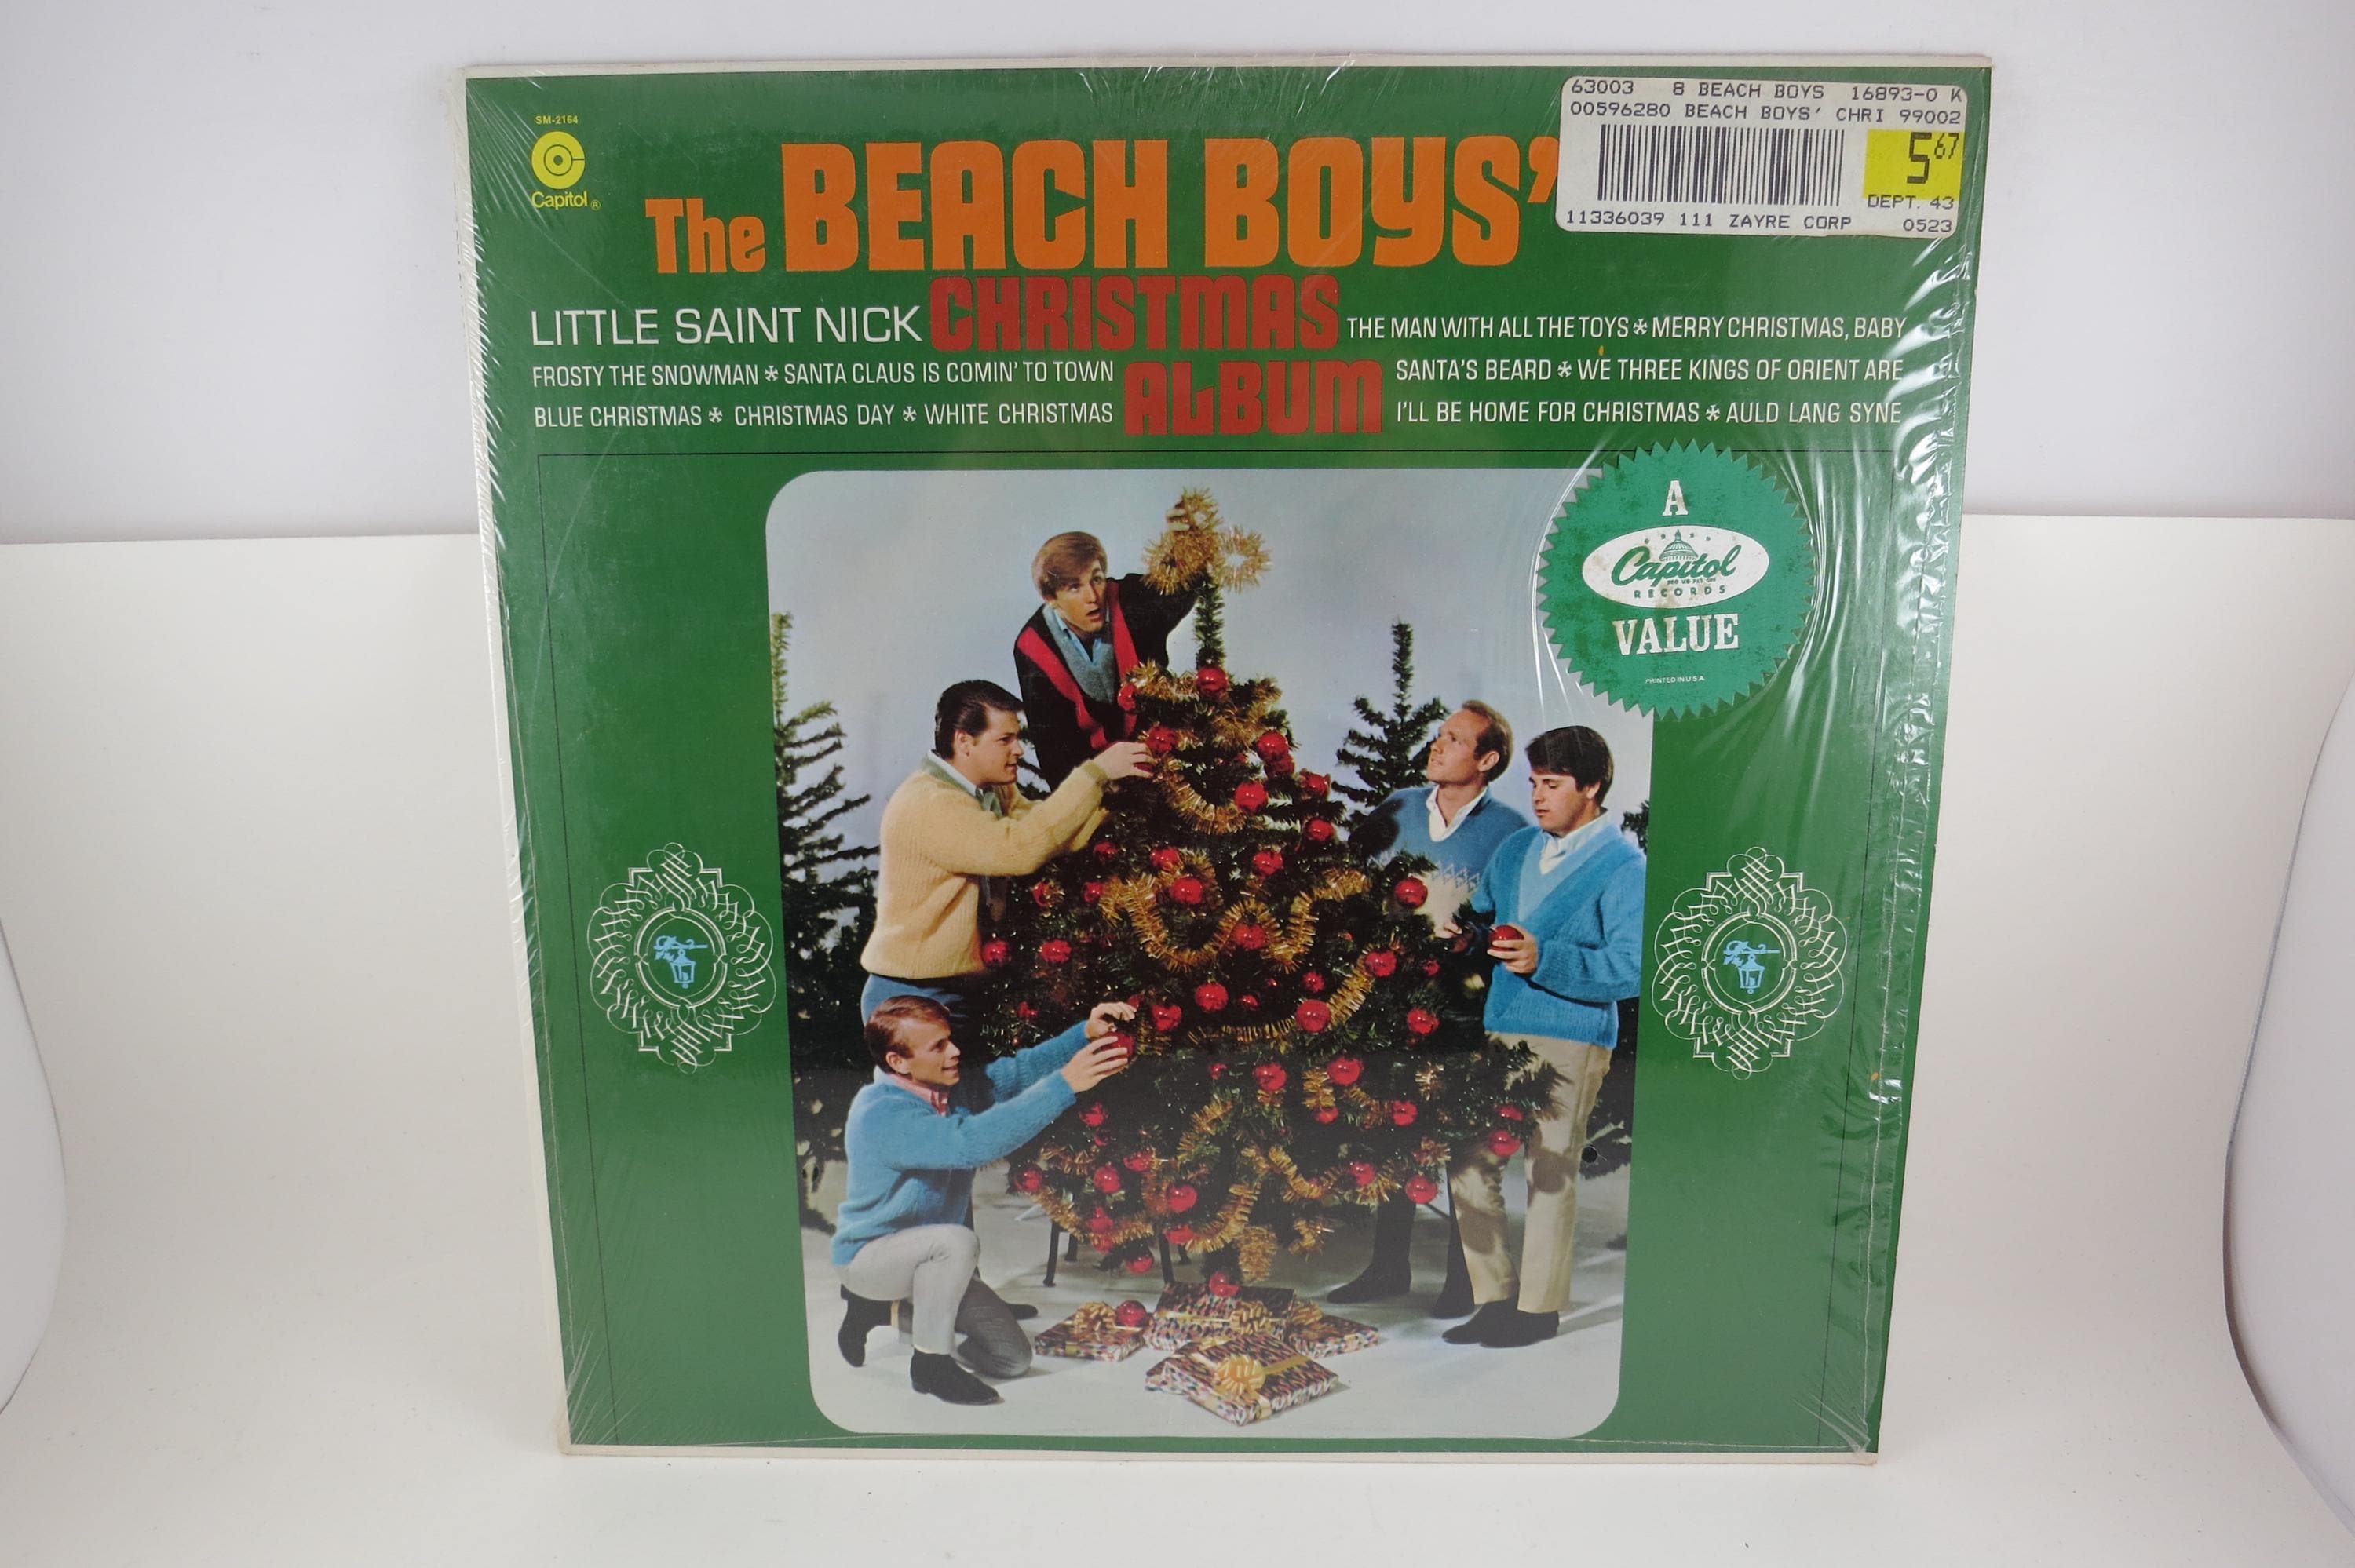 63003 8 BEACH BOYS 16893-0 K
00596280 BEACH BOYS' CHRI 99002
5 67
DEPT. 43
11336039 111 ZAYRE CORP 0523
SM-2164
Capitol ®
The BEACH BOYS'
CHRISTMAS
ALBUM
LITTLE SAINT NICK
FROSTY THE SNOWMAN * SANTA CLAUS IS COMIN' TO TOWN
BLUE CHRISTMAS * CHRISTMAS DAY * WHITE CHRISTMAS
THE MAN WITH ALL THE TOYS * MERRY CHRISTMAS, BABY
SANTA'S BEARD * WE THREE KINGS OF ORIENT ARE
I'LL BE HOME FOR CHRISTMAS * AULD LANG SYNE
A
Capitol
RECORDS
VALUE
PRINTED IN U.S.A.